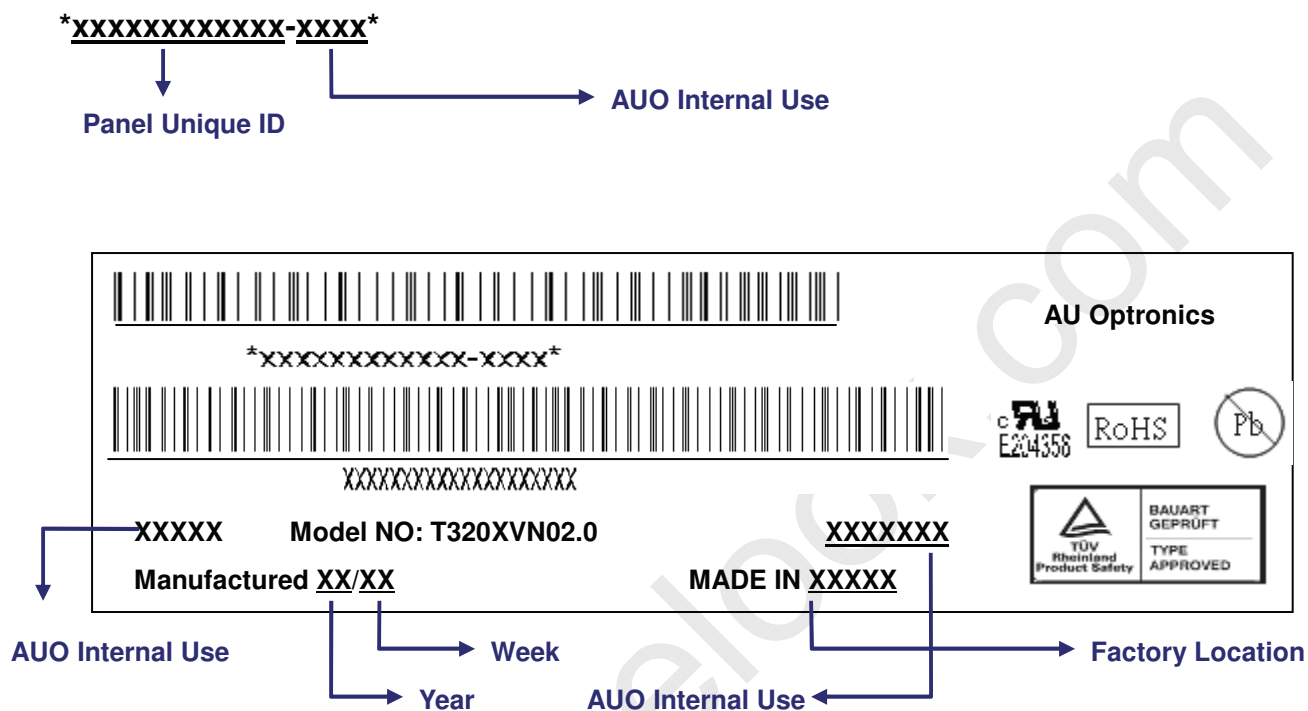 *xxxxxxxxxxxx-xxxx*
Panel Unique ID
AUO Internal Use
AU Optronics
*xxxxxxxxxxxx-xxxx*
XXXXXXXXXXXXXXXXXXXX
c
E204356
RoHS
Pb
XXXXX Model NO: T320XVN02.0 XXXXXXX
Manufactured XX/XX MADE IN XXXXX
TÜV
Rheinland
Product Safety
BAUART
GEPRÜFT
TYPE
APPROVED
AUO Internal Use
Week
Factory Location
Year
AUO Internal Use